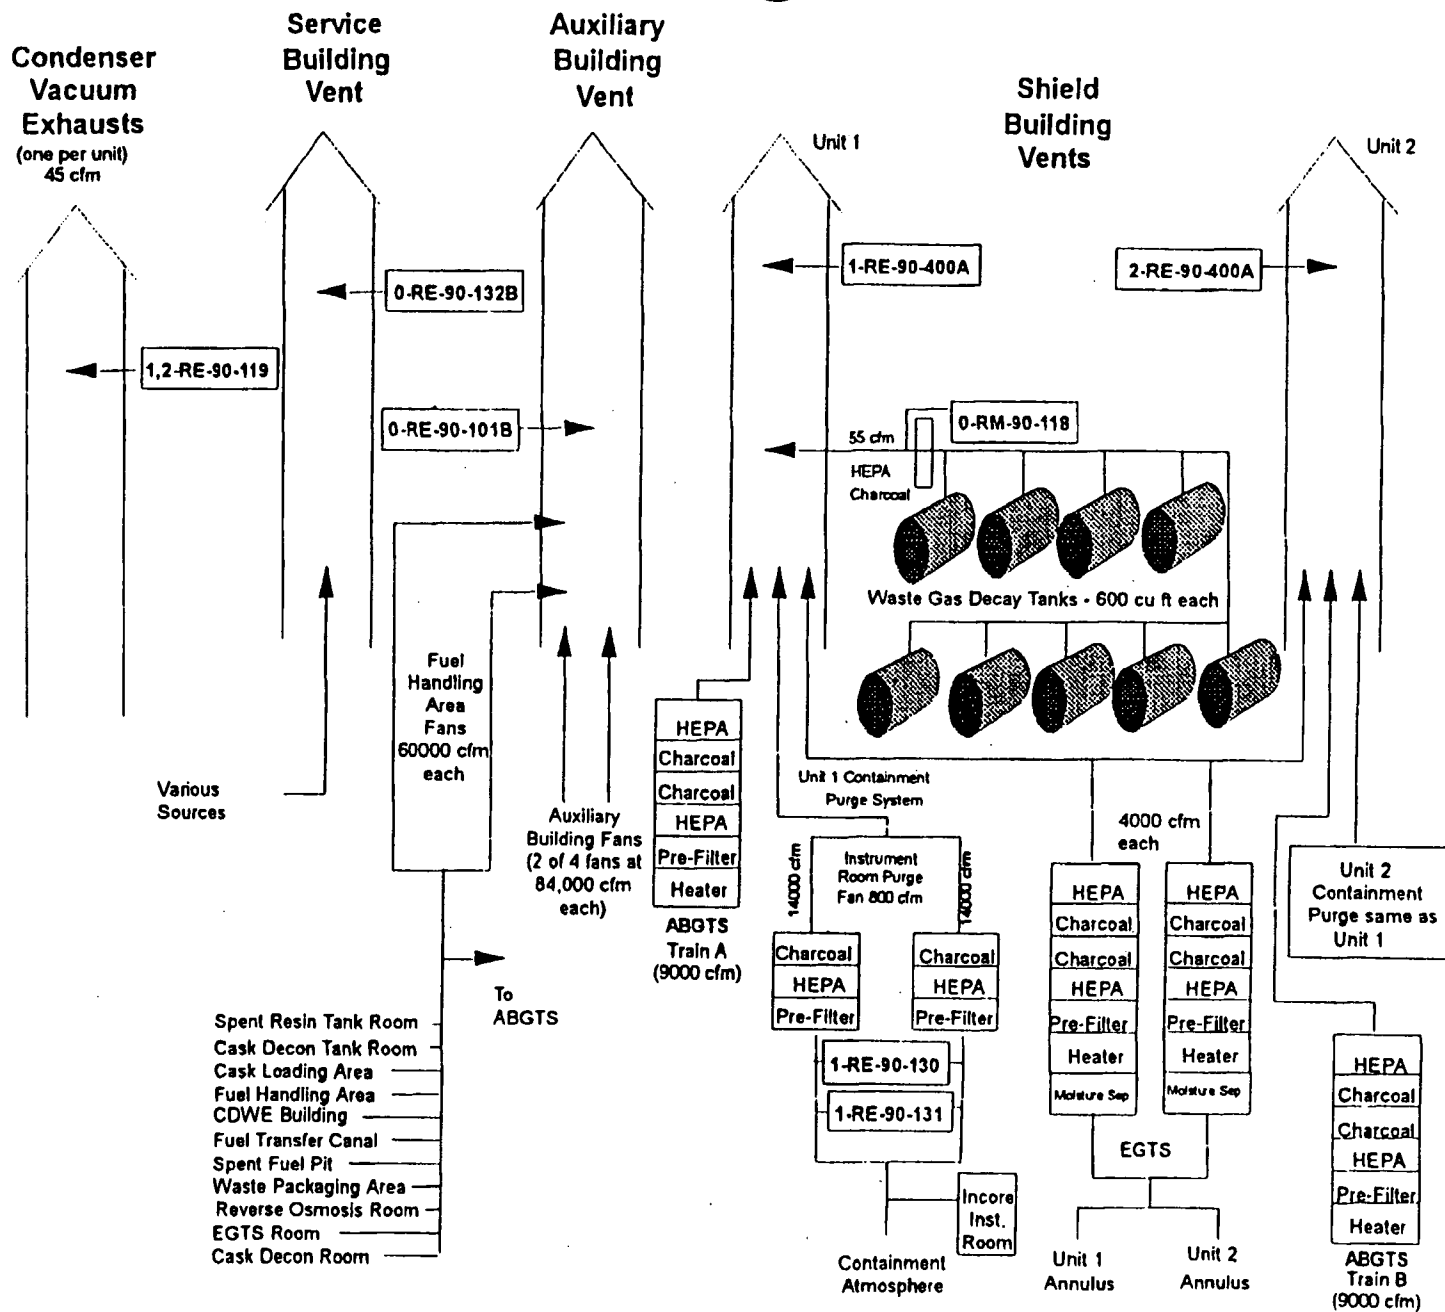 Condenser
Vacuum
Exhausts
(one per unit)
45 cfm
Service
Building
Vent
Auxiliary
Building
Vent
Unit 1
Shield
Building
Vents
Unit 2
1-RE-90-400A
2-RE-90-400A
0-RE-90-132B
1,2-RE-90-119
0-RE-90-101B
0-RM-90-118
55 cfm
HEPA
Charcoal
Waste Gas Decay Tanks - 600 cu ft each
Fuel
Handling
Area
Fans
60000 cfm
each
Various
Sources
Auxiliary
Building Fans
(2 of 4 fans at
84,000 cfm
each)
HEPA
Charcoal
Charcoal
HEPA
Pre-Filter
Heater
ABGTS
Train A
(9000 cfm)
Unit 1 Containment
Purge System
14000 cfm
Instrument
Room Purge
Fan 800 cfm
14000 cfm
Charcoal
HEPA
Pre-Filter
Charcoal
HEPA
Pre-Filter
1-RE-90-130
1-RE-90-131
Incore
Inst.
Room
Containment
Atmosphere
4000 cfm
each
HEPA
Charcoal
Charcoal
HEPA
Pre-Filter
Heater
Moisture Sep
HEPA
Charcoal
Charcoal
HEPA
Pre-Filter
Heater
Moisture Sep
EGTS
Unit 1
Annulus
Unit 2
Annulus
Unit 2
Containment
Purge same as
Unit 1
HEPA
Charcoal
Charcoal
HEPA
Pre-Filter
Heater
ABGTS
Train B
(9000 cfm)
To
ABGTS
Spent Resin Tank Room
Cask Decon Tank Room
Cask Loading Area
Fuel Handling Area
CDWE Building
Fuel Transfer Canal
Spent Fuel Pit
Waste Packaging Area
Reverse Osmosis Room
EGTS Room
Cask Decon Room